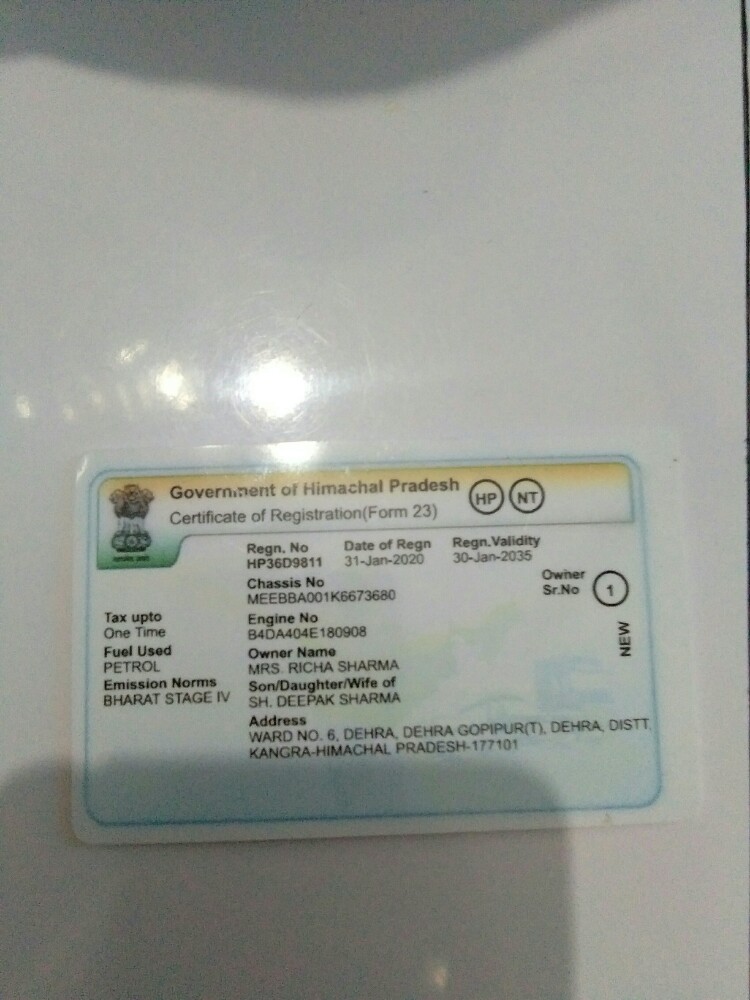 Government of Himachal Pradesh HP NT
Certificate of Registration(Form 23)
Regn. No Date of Regn Regn.Validity
HP36D9811 31-Jan-2020 30-Jan-2035
Chassis No
MEEBBA001K6673680
Owner
Sr.No 1
NEW
Tax upto
One Time
Engine No
B4DA404E180908
Fuel Used
PETROL
Owner Name
MRS. RICHA SHARMA
Emission Norms
BHARAT STAGE IV
Son/Daughter/Wife of
SH. DEEPAK SHARMA
Address
WARD NO. 6, DEHRA, DEHRA GOPIPUR(T), DEHRA, DISTT.
KANGRA-HIMACHAL PRADESH-177101